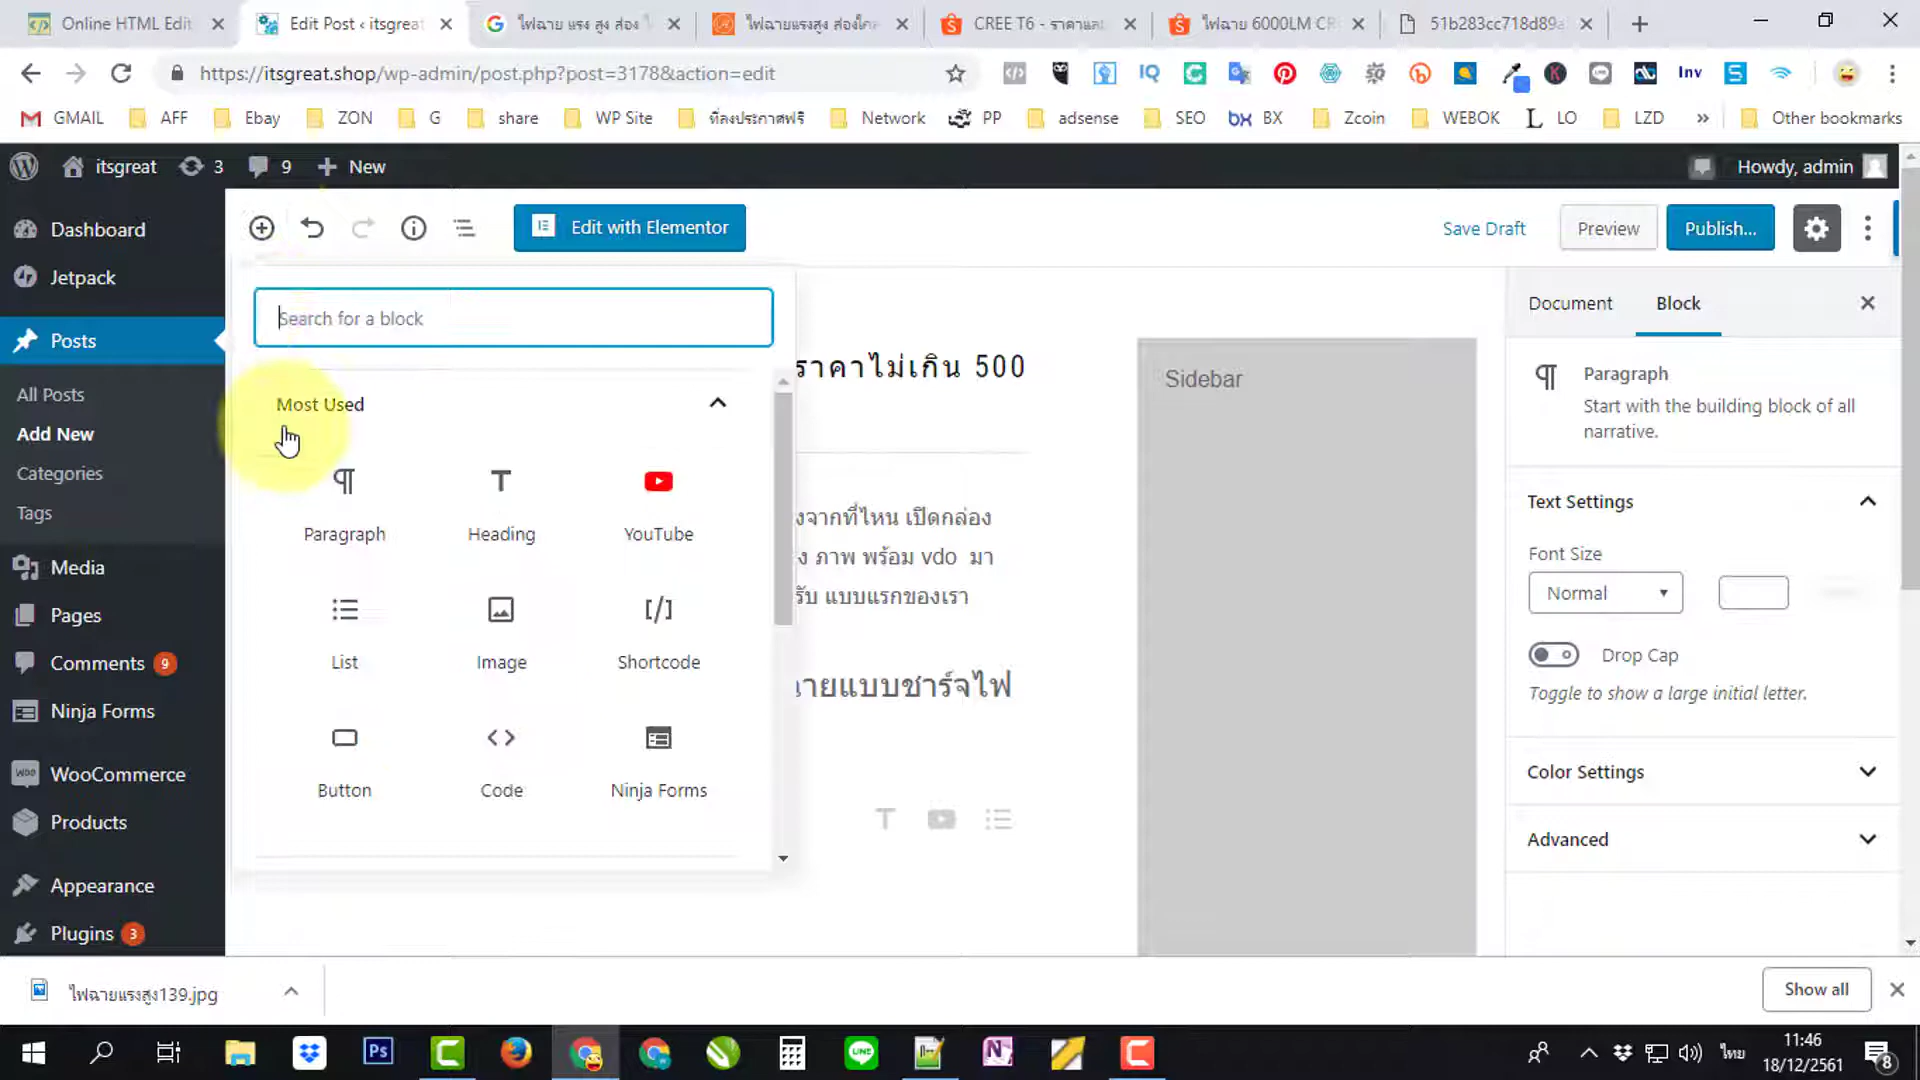 Online HTML Edit
Edit Post ‹ itsgreat
ไฟฉาย แรง สูง ส่อง
ไฟฉายแรงสูง ส่องไกล
CREE T6 - ราคาและ
ไฟฉาย 6000LM CR
51b283cc718d89a
https://itsgreat.shop/wp-admin/post.php?post=3178&action=edit
IQ
Inv
GMAIL
AFF
Ebay
ZON
G
share
WP Site
ที่ลงประกาศฟรี
Network
PP
adsense
SEO
bx BX
Zcoin
WEBOK
L LO
LZD
»
Other bookmarks
itsgreat
3
9
New
Howdy, admin
Dashboard
Jetpack
Posts
All Posts
Add New
Categories
Tags
Media
Pages
Comments 9
Ninja Forms
WooCommerce
Products
Appearance
Plugins 3
Edit with Elementor
Save Draft
Preview
Publish...
Search for a block
Most Used
Paragraph
Heading
YouTube
List
Image
Shortcode
Button
Code
Ninja Forms
ราคาไม่เกิน 500
งจากที่ไหน เปิดกล่อง
ง ภาพ พร้อม vdo มา
รับ แบบแรกของเรา
ายแบบชาร์จไฟ
Sidebar
Document
Block
Paragraph
Start with the building block of all
narrative.
Text Settings
Font Size
Normal
Drop Cap
Toggle to show a large initial letter.
Color Settings
Advanced
ไฟฉายแรงสูง139.jpg
Show all
Ps
LINE
ไทย
11:46
18/12/2561
8